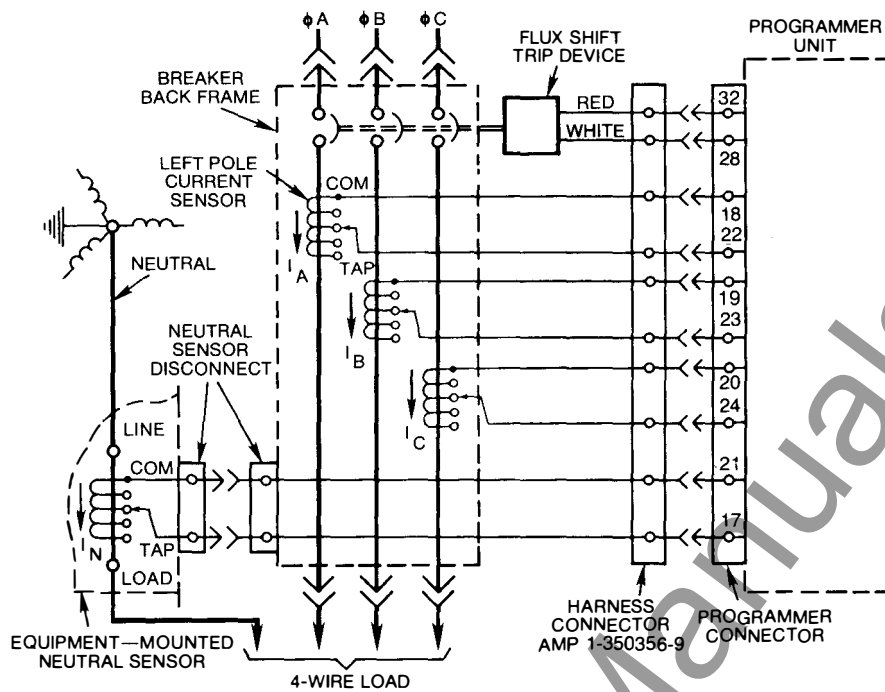 ϕA
ϕB
ϕC
FLUX SHIFT
TRIP DEVICE
PROGRAMMER
UNIT
BREAKER
BACK FRAME
RED
32
WHITE
28
LEFT POLE
CURRENT
SENSOR
COM
18
22
TAP
I A
19
23
NEUTRAL
I B
NEUTRAL
SENSOR
DISCONNECT
20
24
I C
LINE
COM
21
17
I N
TAP
LOAD
EQUIPMENT—MOUNTED
NEUTRAL SENSOR
4-WIRE LOAD
HARNESS
CONNECTOR
AMP 1-350356-9
PROGRAMMER
CONNECTOR
Manual